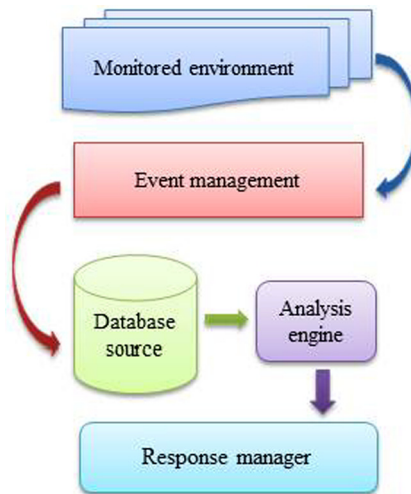 Monitored environment
Event management
Database
source
Analysis
engine
Response manager